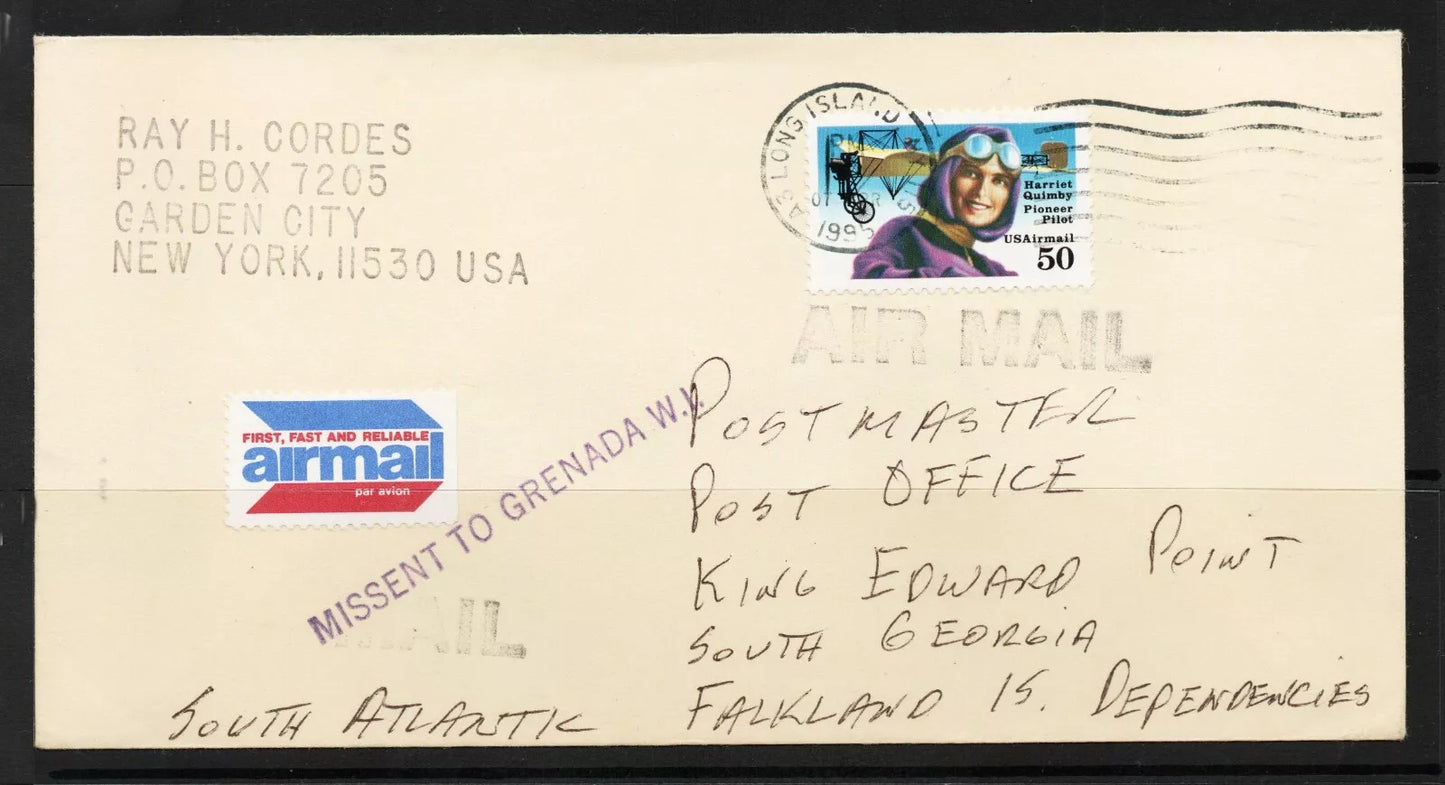 RAY H. CORDES
P.O. BOX 7205
GARDEN CITY
NEW YORK, 11530 USA
LONG ISLAND
1995
Harriet
Quimby
Pioneer
Pilot
USAirmail
50
AIR MAIL
FIRST, FAST AND RELIABLE
airmail
par avion
MISSENT TO GRENADA W.I.
MAIL
POSTMASTER
POST OFFICE
KING EDWARD POINT
SOUTH GEORGIA
FALKLAND IS. DEPENDENCIES
SOUTH ATLANTIC